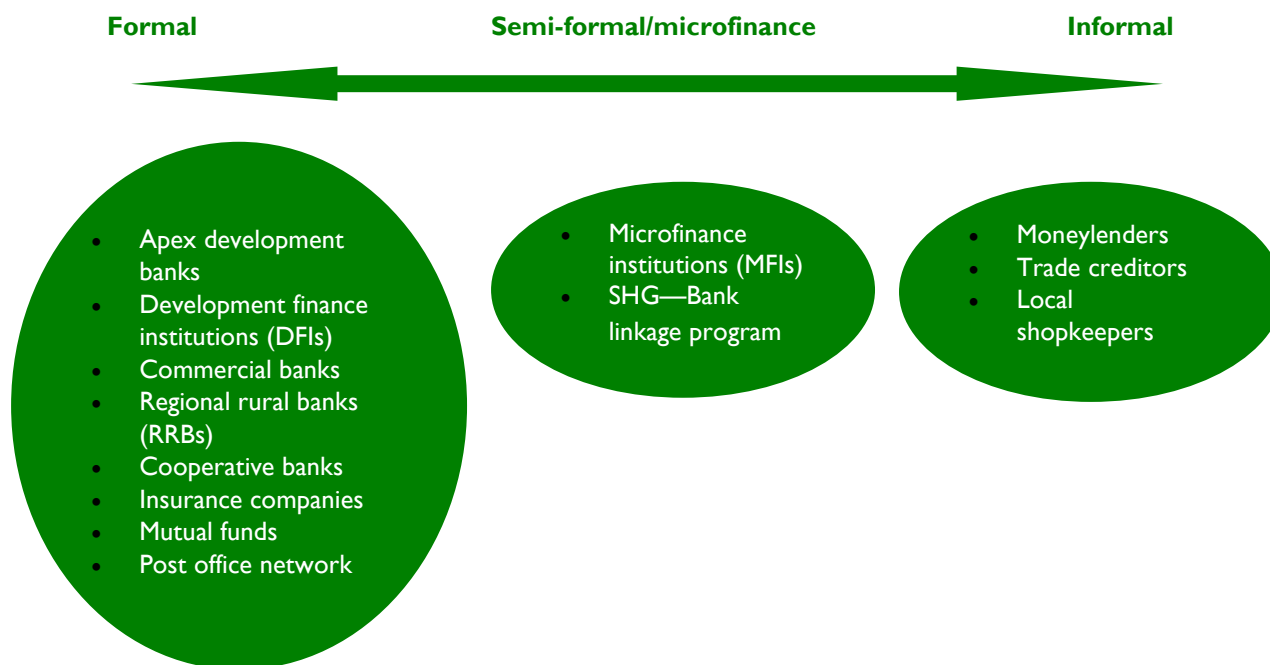 Formal
Semi-formal/microfinance
Informal
• Apex development
banks
• Development finance
institutions (DFIs)
• Commercial banks
• Regional rural banks
(RRBs)
• Cooperative banks
• Insurance companies
• Mutual funds
• Post office network
• Microfinance
institutions (MFIs)
• SHG—Bank
linkage program
• Moneylenders
• Trade creditors
• Local
shopkeepers